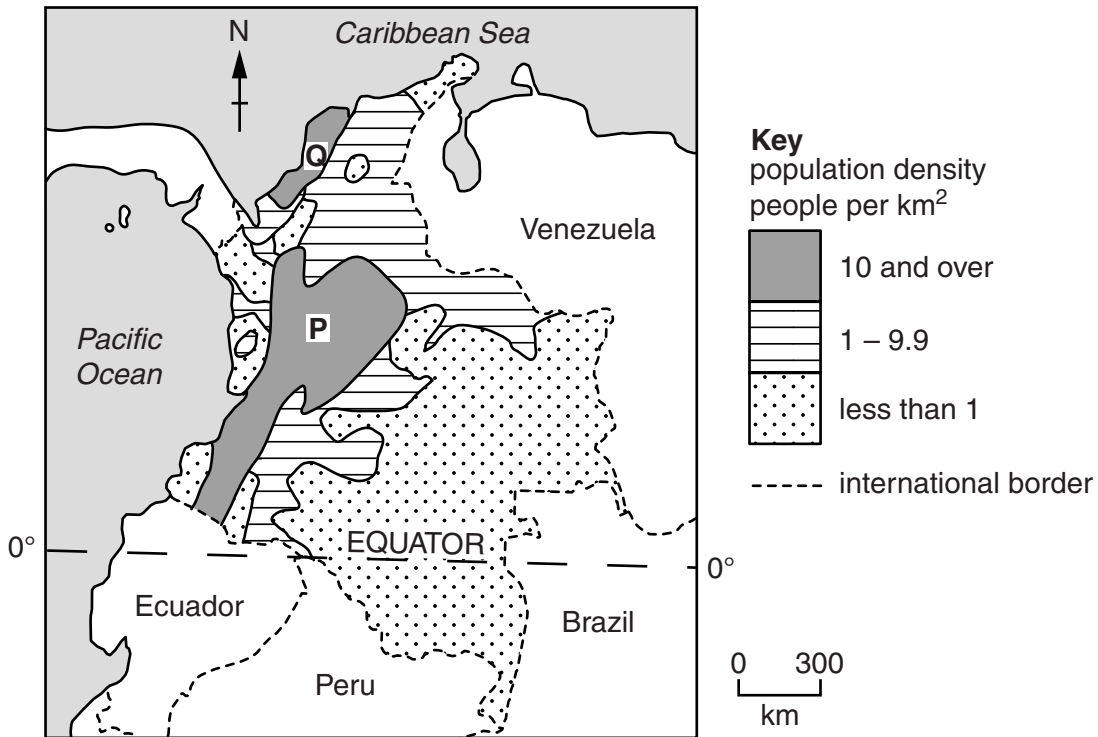 N
Caribbean Sea
Q
Venezuela
Pacific
Ocean
P
0°
EQUATOR
0°
Ecuador
Brazil
Peru
Key
population density
people per km²
10 and over
1 – 9.9
less than 1
international border
0 300
km